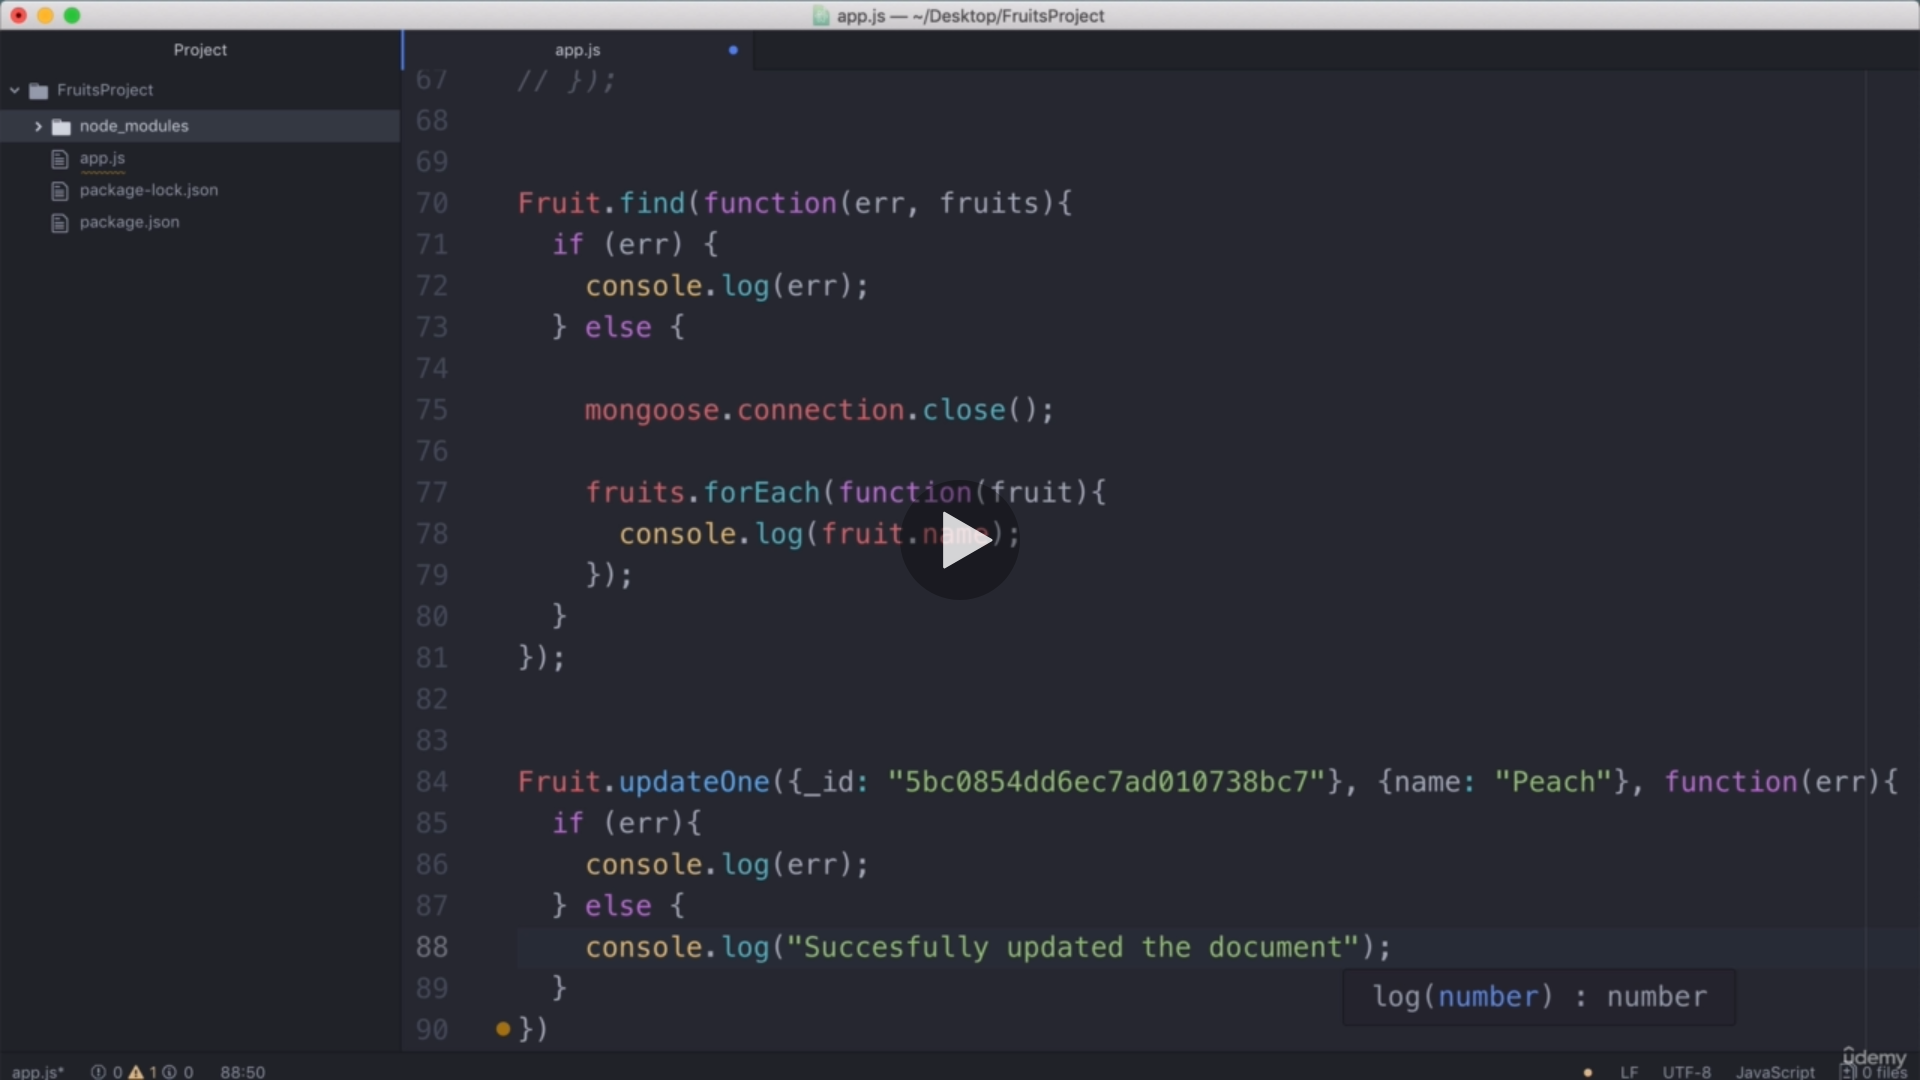 app.js — ~/Desktop/FruitsProject
Project
app.js
FruitsProject
node_modules
app.js
package-lock.json
package.json
67 // });
68
69
70 Fruit.find(function(err, fruits){
71 if (err) {
72 console.log(err);
73 } else {
74
75 mongoose.connection.close();
76
77 fruits.forEach(function(fruit){
78 console.log(fruit.name);
79 });
80 }
81 });
82
83
84 Fruit.updateOne({_id: "5bc0854dd6ec7ad010738bc7"}, {name: "Peach"}, function(err){
85 if (err){
86 console.log(err);
87 } else {
88 console.log("Succesfully updated the document");
89 }
log(number) : number
90 })
app.js* 0 1 0 88:50 LF UTF-8 JavaScript 0 files
ûdemy